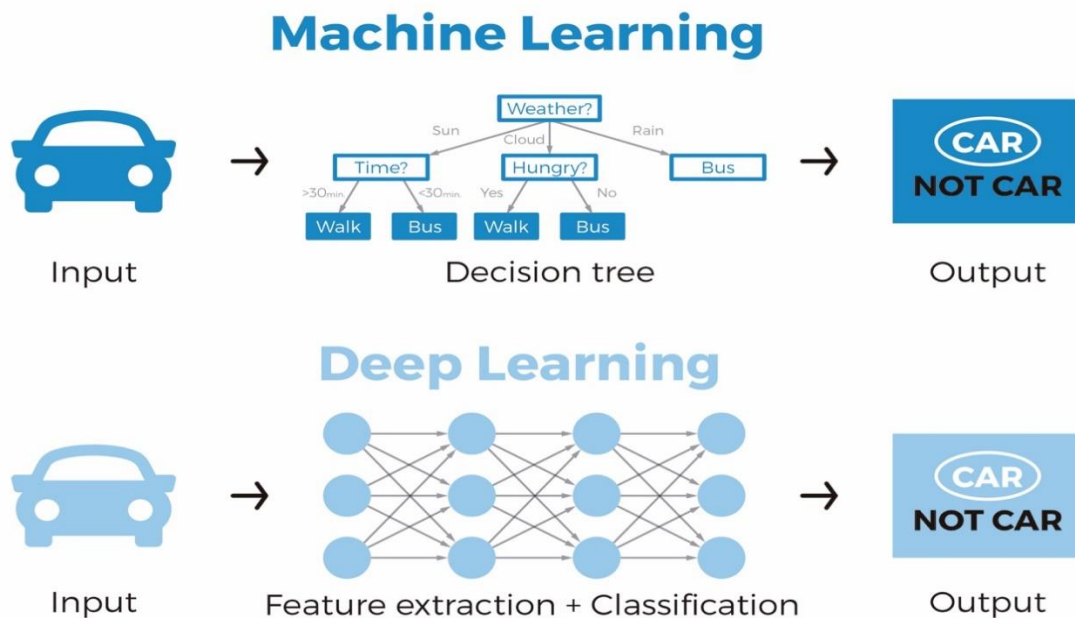 Machine Learning
Weather?
Sun
Cloud
Rain
Time?
Hungry?
Bus
>30min.
<30min.
Yes
No
Walk
Bus
Walk
Bus
CAR
NOT CAR
Input
Decision tree
Output
Deep Learning
CAR
NOT CAR
Input
Feature extraction + Classification
Output